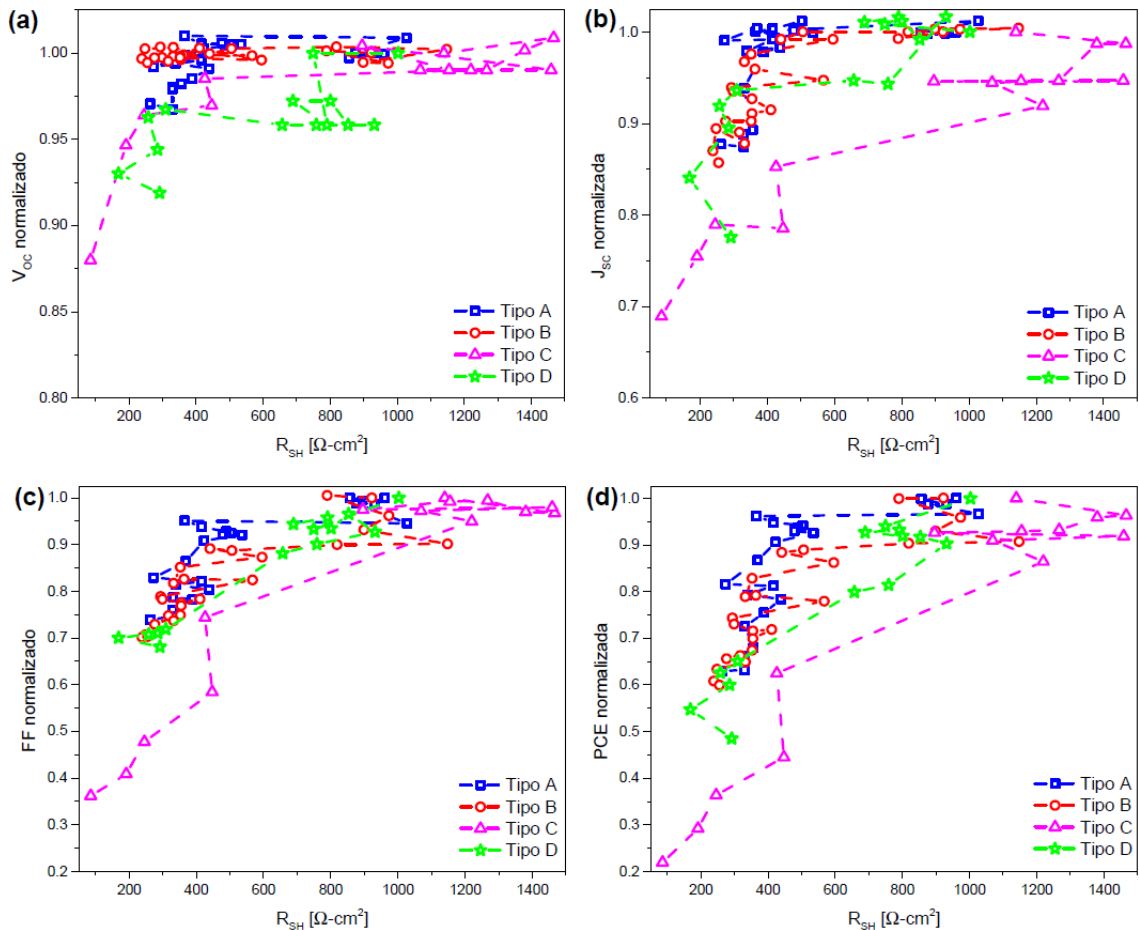 (a)
1.00
0.95
0.90
0.85
0.80
V_OC normalizado
200 400 600 800 1000 1200 1400
R_SH [Ω-cm²]
Tipo A
Tipo B
Tipo C
Tipo D
(b)
1.0
0.9
0.8
0.7
0.6
J_SC normalizada
200 400 600 800 1000 1200 1400
R_SH [Ω-cm²]
Tipo A
Tipo B
Tipo C
Tipo D
(c)
1.0
0.9
0.8
0.7
0.6
0.5
0.4
0.3
0.2
FF normalizado
200 400 600 800 1000 1200 1400
R_SH [Ω-cm²]
Tipo A
Tipo B
Tipo C
Tipo D
(d)
1.0
0.9
0.8
0.7
0.6
0.5
0.4
0.3
0.2
PCE normalizada
200 400 600 800 1000 1200 1400
R_SH [Ω-cm²]
Tipo A
Tipo B
Tipo C
Tipo D